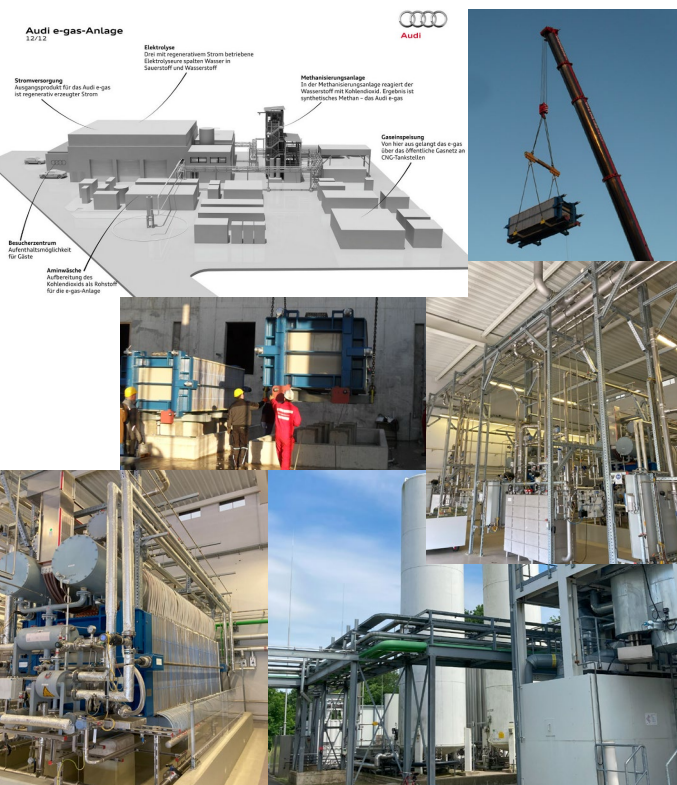 Audi e-gas-Anlage
12/12
Audi
Elektrolyse
Drei mit regenerativem Strom betriebene
Elektrolyseure spalten Wasser in
Sauerstoff und Wasserstoff
Stromversorgung
Ausgangsprodukt für das Audi e-gas
ist regenerativ erzeugter Strom
Methanisierungsanlage
In der Methanisierungsanlage reagiert der
Wasserstoff mit Kohlendioxid. Ergebnis ist
synthetisches Methan – das Audi e-gas
Gaseinspeisung
Von hier aus gelangt das e-gas
über das öffentliche Gasnetz an
CNG-Tankstellen
Besucherzentrum
Aufenthaltsmöglichkeit
für Gäste
Aminwäsche
Aufbereitung des
Kohlendioxids als Rohstoff
für die e-gas-Anlage